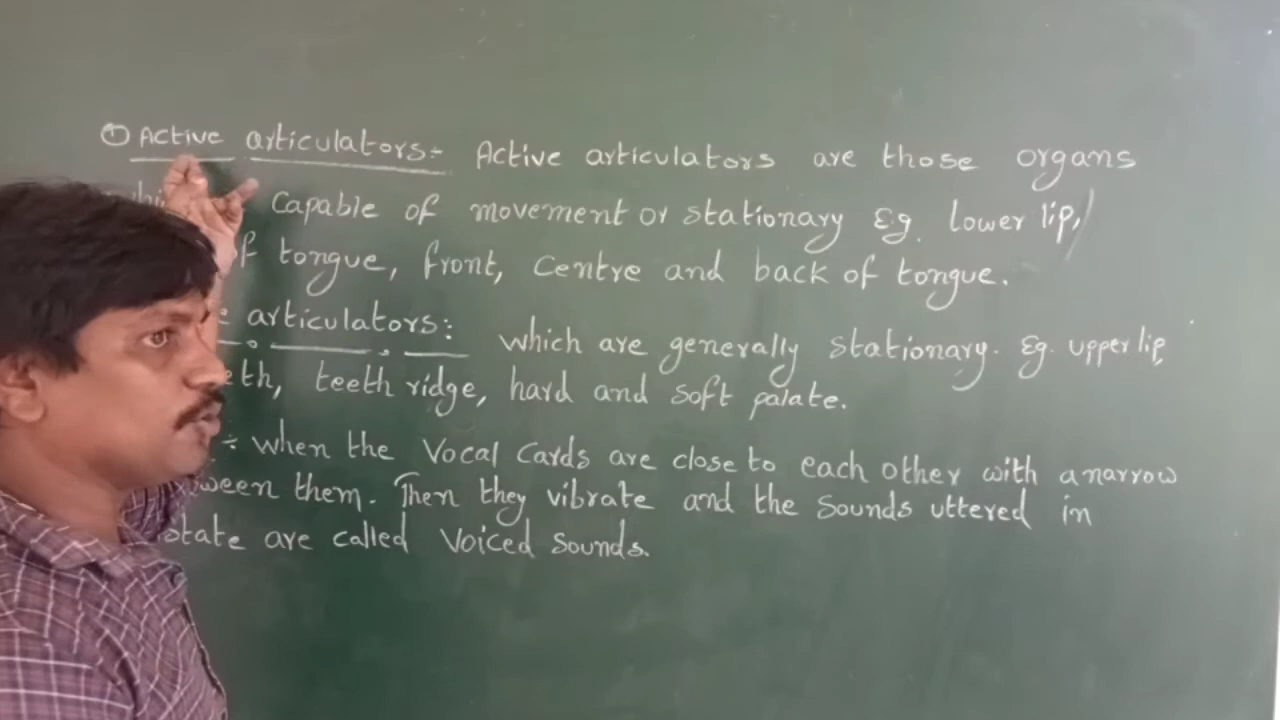 ① Active articulators:- Active articulators are those organs
Capable of movement or stationary Eg. Lower lip,
of tongue, front, Centre and back of tongue.
articulators:- which are generally stationary. Eg. upper lip,
teeth ridge, hard and soft palate.
÷ when the Vocal Cards are close to each other with a narrow
them. Then they vibrate and the sounds uttered in
state are called Voiced Sounds.